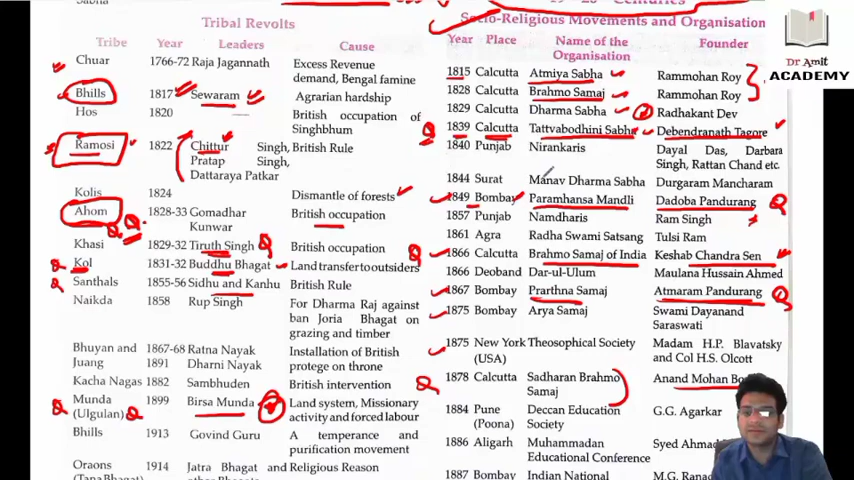 Sabha
19 - 20 Centuries
Tribal Revolts
Tribe Year Leaders Cause
Chuar 1766-72 Raja Jagannath Excess Revenue
demand, Bengal famine
Bhills 1817 Sewaram Agrarian hardship
Hos 1820 —— British occupation of
Singhbhum
Ramosi 1822 Chittur Singh, British Rule
Pratap Singh,
Dattaraya Patkar
Kolis 1824 Dismantle of forests
Ahom 1828-33 Gomadhar British occupation
Kunwar
Khasi 1829-32 Tiruth Singh British occupation
Kol 1831-32 Buddhu Bhagat Land transfer to outsiders
Santhals 1855-56 Sidhu and Kanhu British Rule
Naikda 1858 Rup Singh For Dharma Raj against
ban Joria Bhagat on
grazing and timber
Bhuyan and 1867-68 Ratna Nayak Installation of British
Juang 1891 Dharni Nayak protege on throne
Kacha Nagas 1882 Sambhuden British intervention
Munda 1899 Birsa Munda Land system, Missionary
(Ulgulan) activity and forced labour
Bhills 1913 Govind Guru A temperance and
purification movement
Oraons 1914 Jatra Bhagat and Religious Reason
Socio-Religious Movements and Organisation
Year Place Name of the Founder
Organisation
1815 Calcutta Atmiya Sabha Rammohan Roy
1828 Calcutta Brahmo Samaj Rammohan Roy
1829 Calcutta Dharma Sabha Radhakant Dev
1839 Calcutta Tattvabodhini Sabha Debendranath Tagore
1840 Punjab Nirankaris Dayal Das, Darbara
Singh, Rattan Chand etc.
1844 Surat Manav Dharma Sabha Durgaram Mancharam
1849 Bombay Paramhansa Mandli Dadoba Pandurang
1857 Punjab Namdharis Ram Singh
1861 Agra Radha Swami Satsang Tulsi Ram
1866 Calcutta Brahmo Samaj of India Keshab Chandra Sen
1866 Deoband Dar-ul-Ulum Maulana Hussain Ahmed
1867 Bombay Prarthna Samaj Atmaram Pandurang
1875 Bombay Arya Samaj Swami Dayanand
Saraswati
1875 New York Theosophical Society Madam H.P. Blavatsky
(USA) and Col H.S. Olcott
1878 Calcutta Sadharan Brahmo Anand Mohan
Samaj
1884 Pune Deccan Education G.G. Agarkar
(Poona) Society
1886 Aligarh Muhammadan Syed
Educational Conference
1887 Bombay Indian National M.G.
Dr Amit
ACADEMY